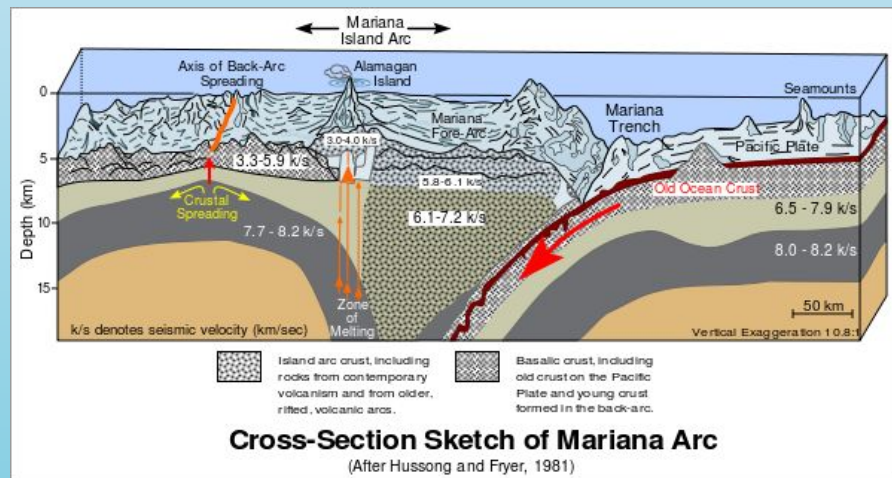 Mariana
Island Arc
Axis of Back-Arc
Spreading
Alamagan
Island
Seamounts
Mariana
Fore-Arc
Mariana
Trench
Pacific Plate
0
5
10
15
Depth (km)
3.0-4.0 k/s
3.3-5.9 k/s
5.8-6.1 k/s
Old Ocean Crust
Crustal
Spreading
6.1-7.2 k/s
6.5 - 7.9 k/s
7.7 - 8.2 k/s
8.0 - 8.2 k/s
Zone
of
Melting
50 km
k/s denotes seismic velocity (km/sec)
Vertical Exaggeration 10.8:1
Island arc crust, including
rocks from contemporary
volcanism and from older,
rifted, volcanic arcs.
Basalic crust, including
old crust on the Pacific
Plate and young crust
formed in the back-arc.
Cross-Section Sketch of Mariana Arc
(After Hussong and Fryer, 1981)